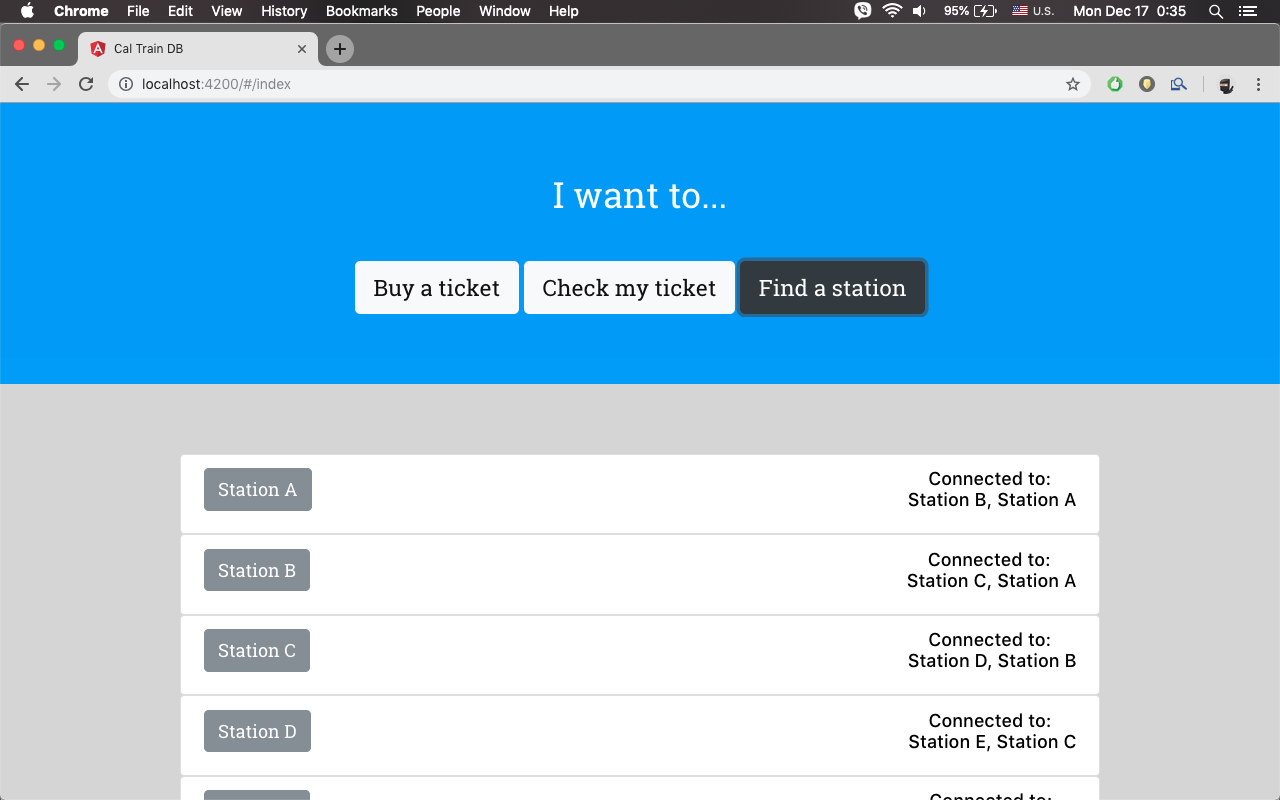 Chrome File Edit View History Bookmarks People Window Help 95% U.S. Mon Dec 17 0:35
Cal Train DB
localhost:4200/#/index
I want to...
Buy a ticket Check my ticket Find a station
Station A
Connected to:
Station B, Station A
Station B
Connected to:
Station C, Station A
Station C
Connected to:
Station D, Station B
Station D
Connected to:
Station E, Station C
Connected to: